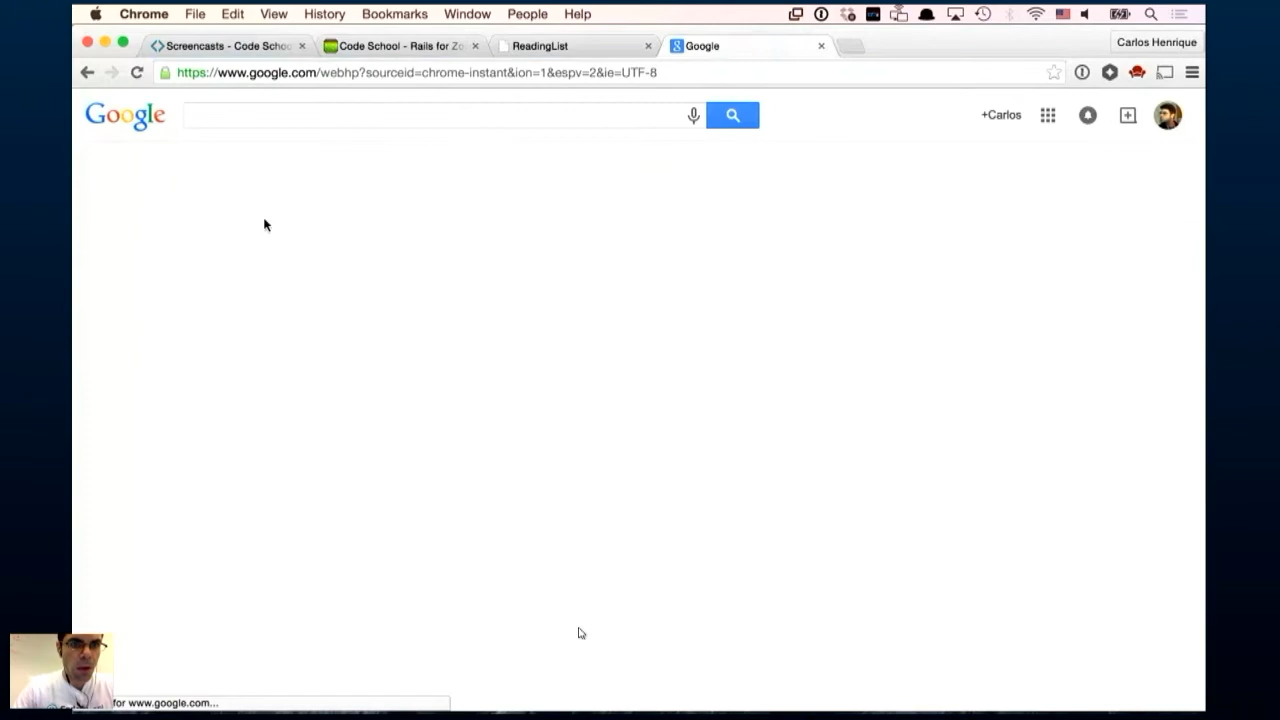 Chrome File Edit View History Bookmarks Window People Help
Screencasts - Code Schoo
Code School - Rails for Zo
ReadingList
Google
Carlos Henrique
https://www.google.com/webhp?sourceid=chrome-instant&ion=1&espv=2&ie=UTF-8
Google
+Carlos
for www.google.com...